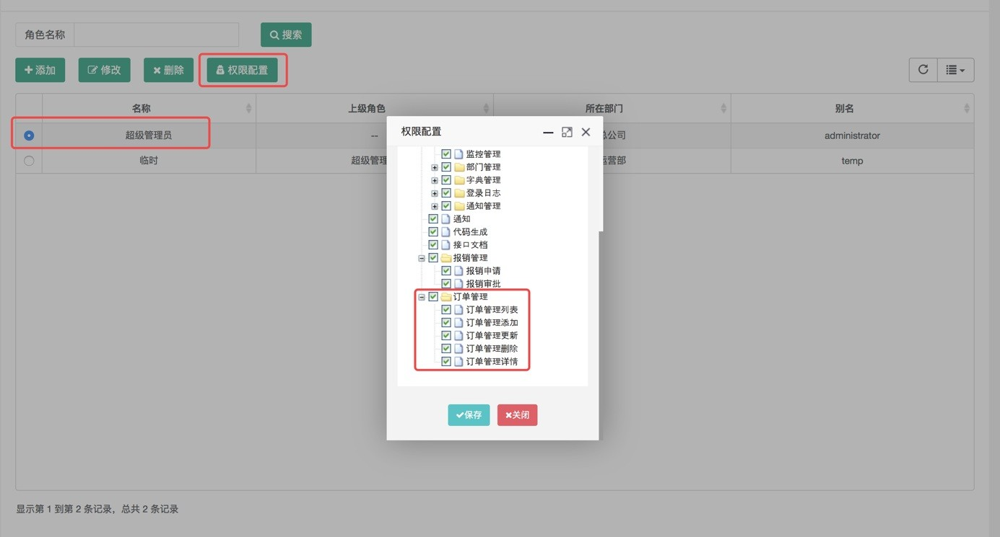 角色名称
搜索
添加 修改 删除 权限配置
名称 上级角色 所在部门 别名
超级管理员 -- 总公司 administrator
临时 超级管理 运营部 temp
权限配置
监控管理
部门管理
字典管理
登录日志
通知管理
通知
代码生成
接口文档
报销管理
报销申请
报销审批
订单管理
订单管理列表
订单管理添加
订单管理更新
订单管理删除
订单管理详情
保存 关闭
显示第 1 到第 2 条记录，总共 2 条记录